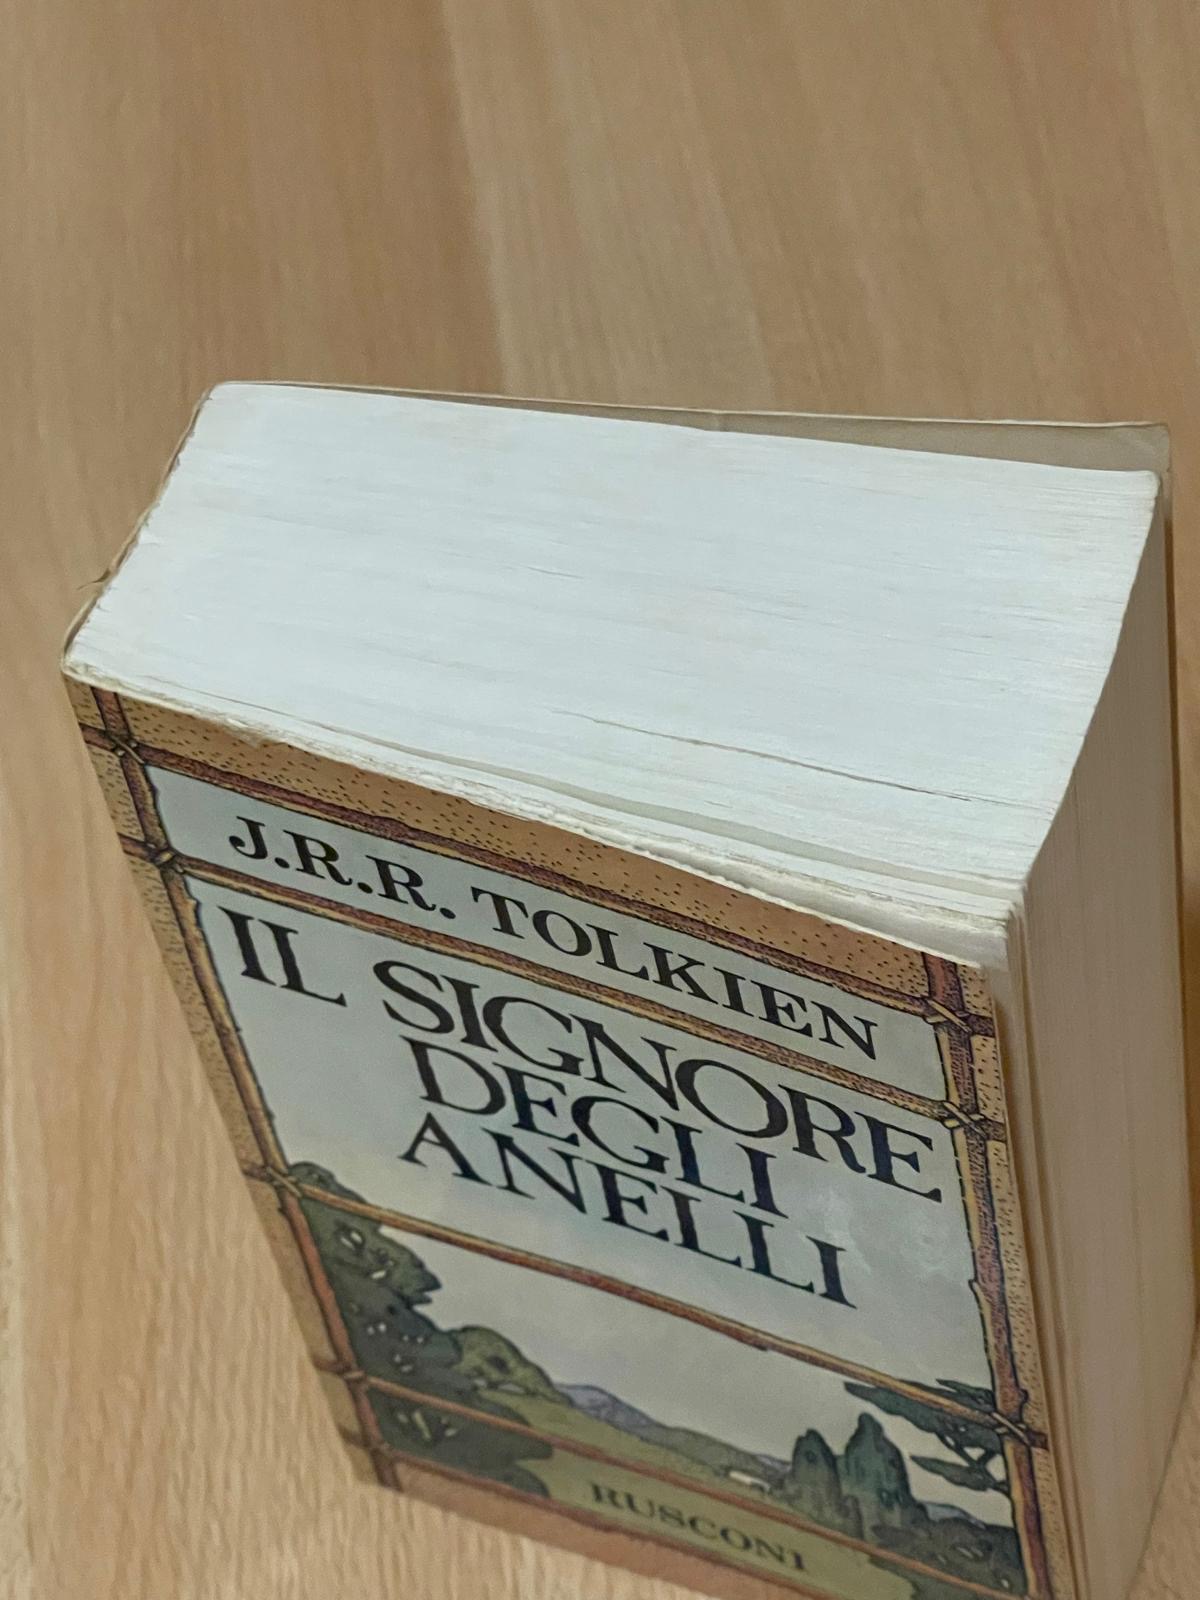 J.R.R. TOLKIEN
IL SIGNORE
DEGLI
ANELLI
RUSCONI